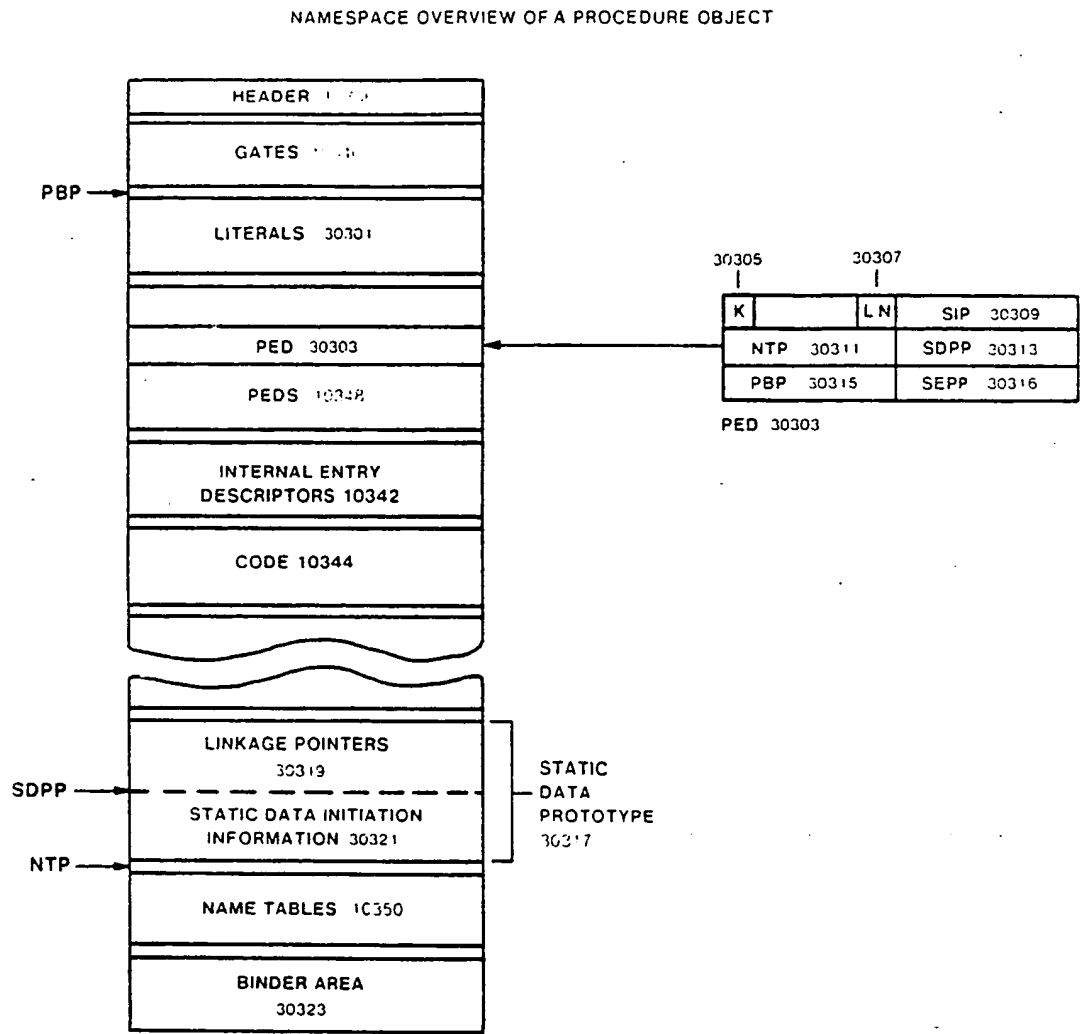 NAMESPACE OVERVIEW OF A PROCEDURE OBJECT
HEADER
GATES
PBP
LITERALS 30301
30305
30307
K
LN
SIP 30309
PED 30303
NTP 30311
SDPP 30313
PEDS 10348
PBP 30315
SEPP 30316
PED 30303
INTERNAL ENTRY
DESCRIPTORS 10342
CODE 10344
LINKAGE POINTERS
30319
SDPP
STATIC DATA INITIATION
INFORMATION 30321
STATIC
DATA
PROTOTYPE
30317
NTP
NAME TABLES 10350
BINDER AREA
30323